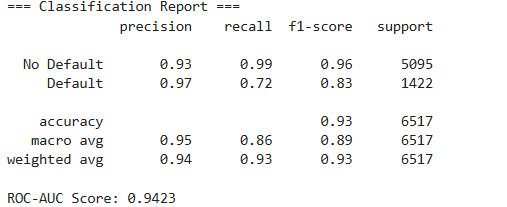 === Classification Report ===
precision recall f1-score support
No Default 0.93 0.99 0.96 5095
Default 0.97 0.72 0.83 1422
accuracy 0.93 6517
macro avg 0.95 0.86 0.89 6517
weighted avg 0.94 0.93 0.93 6517
ROC-AUC Score: 0.9423